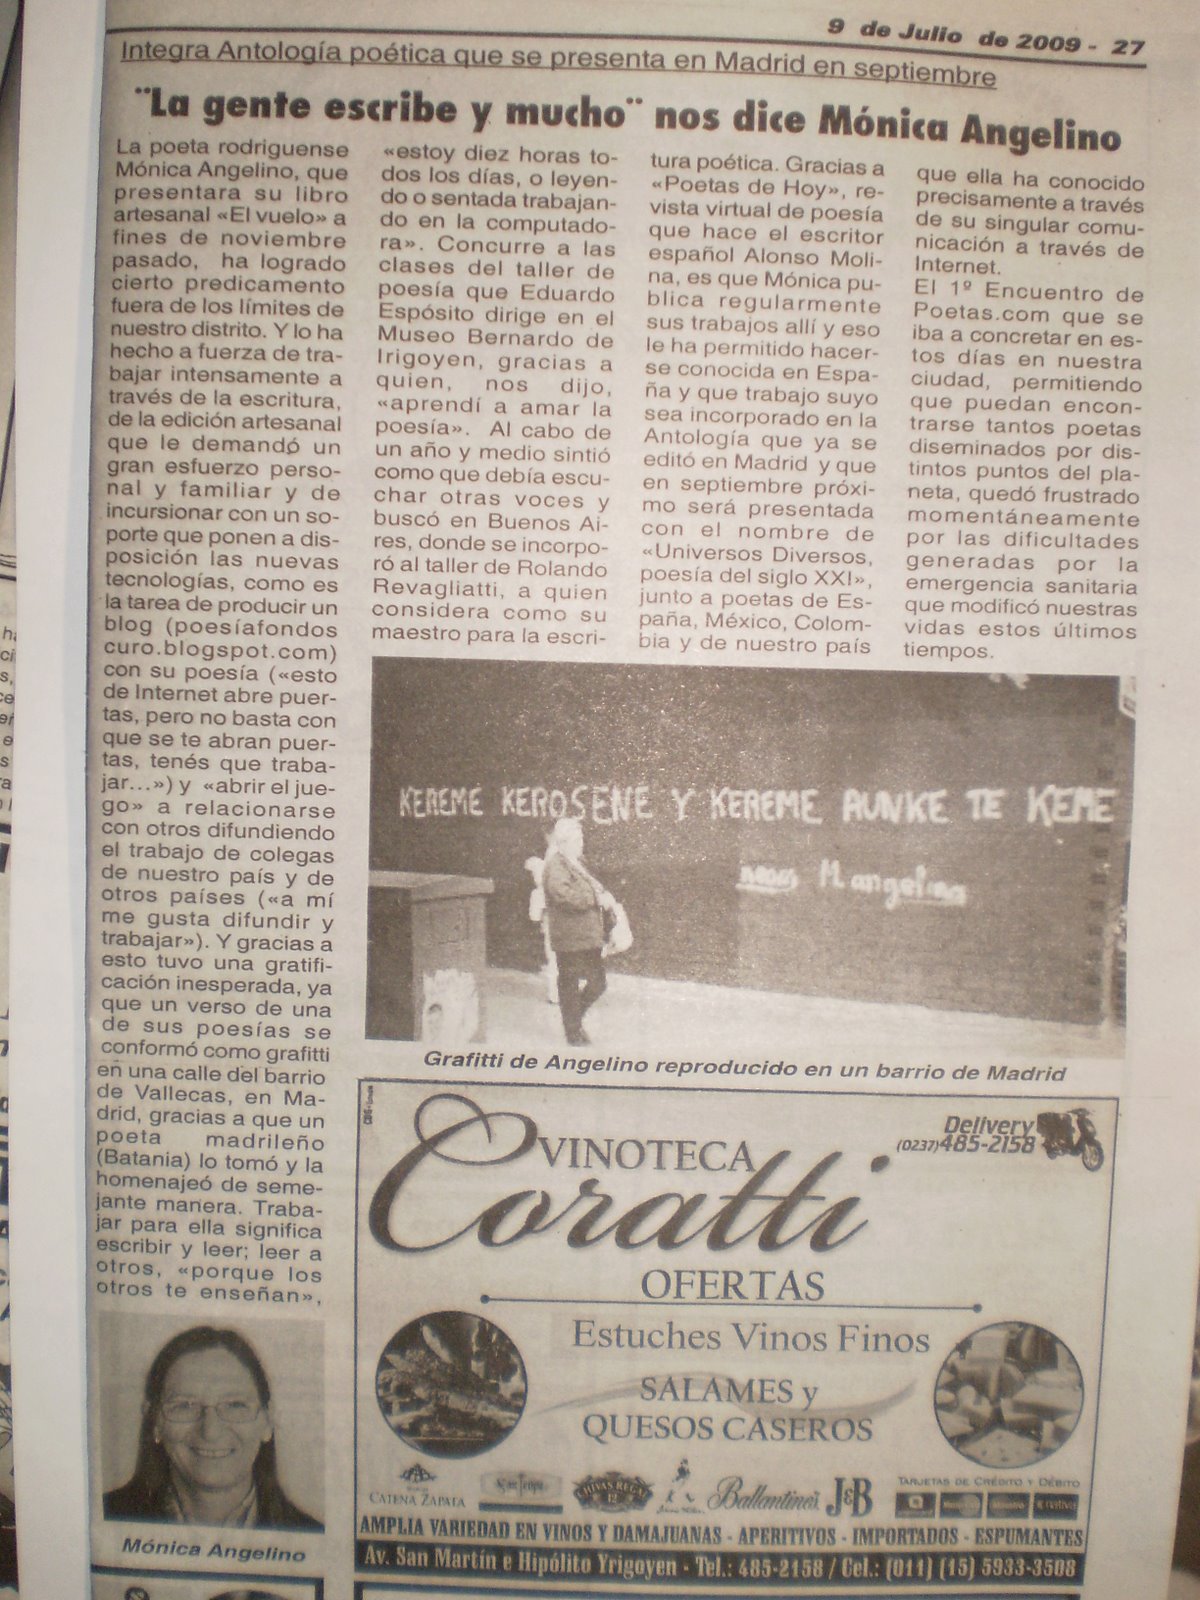 9 de Julio de 2009 - 27
Integra Antología poética que se presenta en Madrid en septiembre
¨La gente escribe y mucho¨ nos dice Mónica Angelino
La poeta rodriguense
Mónica Angelino, que
presentara su libro
artesanal «El vuelo» a
fines de noviembre
pasado, ha logrado
cierto predicamento
fuera de los límites de
nuestro distrito. Y lo ha
hecho a fuerza de tra-
bajar intensamente a
través de la escritura,
de la edición artesanal
que le demandó un
gran esfuerzo perso-
nal y familiar y de
incursionar con un so-
porte que ponen a dis-
posición las nuevas
tecnologías, como es
la tarea de producir un
blog (poesíafondos
curo.blogspot.com)
con su poesía («esto
de Internet abre puer-
tas, pero no basta con
que se te abran puer-
tas, tenés que traba-
jar...») y «abrir el jue-
go» a relacionarse
con otros difundiendo
el trabajo de colegas
de nuestro país y de
otros países («a mí
me gusta difundir y
trabajar»). Y gracias a
esto tuvo una gratifi-
cación inesperada, ya
que un verso de una
de sus poesías se
conformó como grafitti
en una calle del barrio
de Vallecas, en Ma-
drid, gracias a que un
poeta madrileño
(Batania) lo tomó y la
homenajeó de seme-
jante manera. Traba-
jar para ella significa
escribir y leer; leer a
otros, «porque los
otros te enseñan»,
«estoy diez horas to-
dos los días, o leyen-
do o sentada trabajan-
do en la computado-
ra». Concurre a las
clases del taller de
poesía que Eduardo
Espósito dirige en el
Museo Bernardo de
Irigoyen, gracias a
quien, nos dijo,
«aprendí a amar la
poesía». Al cabo de
un año y medio sintió
como que debía escu-
char otras voces y
buscó en Buenos Ai-
res, donde se incorpo-
ró al taller de Rolando
Revagliatti, a quien
considera como su
maestro para la escri-
tura poética. Gracias a
«Poetas de Hoy», re-
vista virtual de poesía
que hace el escritor
español Alonso Moli-
na, es que Mónica pu-
blica regularmente
sus trabajos allí y eso
le ha permitido hacer-
se conocida en Espa-
ña y que trabajo suyo
sea incorporado en la
Antología que ya se
editó en Madrid y que
en septiembre próxi-
mo será presentada
con el nombre de
«Universos Diversos,
poesía del siglo XXI»,
junto a poetas de Es-
paña, México, Colom-
bia y de nuestro país
que ella ha conocido
precisamente a través
de su singular comu-
nicación a través de
Internet.
El 1º Encuentro de
Poetas.com que se
iba a concretar en es-
tos días en nuestra
ciudad, permitiendo
que puedan encon-
trarse tantos poetas
diseminados por dis-
tintos puntos del pla-
neta, quedó frustrado
momentáneamente
por las dificultades
generadas por la
emergencia sanitaria
que modificó nuestras
vidas estos últimos
tiempos.
KEREME KEROSENE Y KEREME AUNKE TE KEME
M angelino
Grafitti de Angelino reproducido en un barrio de Madrid
Mónica Angelino
Delivery
(0237)485-2158
VINOTECA
Coratti
OFERTAS
Estuches Vinos Finos
SALAMES y
QUESOS CASEROS
CATENA ZAPATA
CHIVAS REGAL
12
Ballantine's
J&B
TARJETAS DE CRÉDITO Y DÉBITO
AMPLIA VARIEDAD EN VINOS Y DAMAJUANAS - APERITIVOS - IMPORTADOS - ESPUMANTES
Av. San Martín e Hipólito Yrigoyen - Tel.: 485-2158 / Cel.: (011) (15) 5933-3508